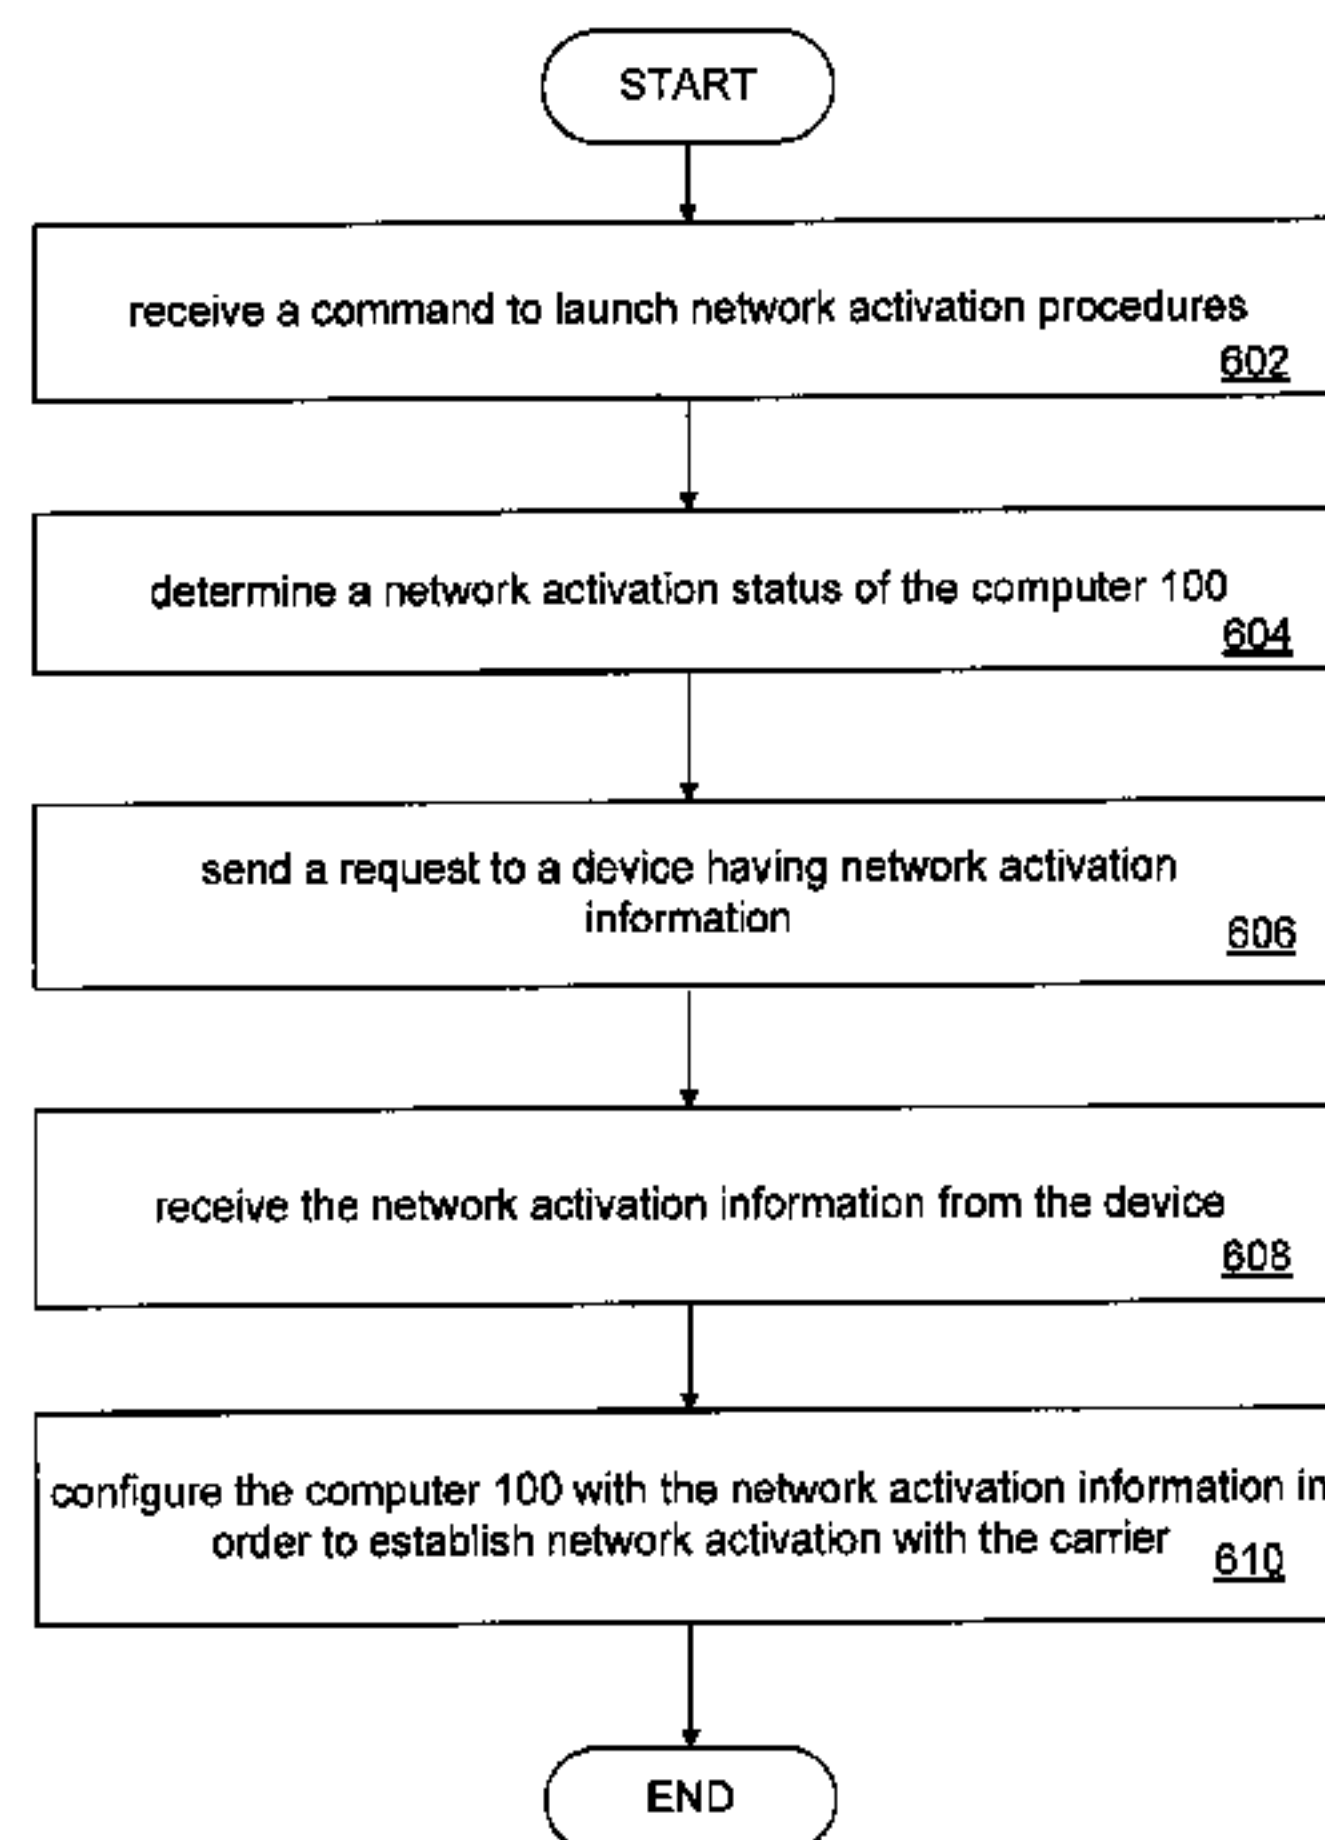 START
receive a command to launch network activation procedures
602
determine a network activation status of the computer 100
604
send a request to a device having network activation
information
606
receive the network activation information from the device
608
configure the computer 100 with the network activation information in
order to establish network activation with the carrier
610
END